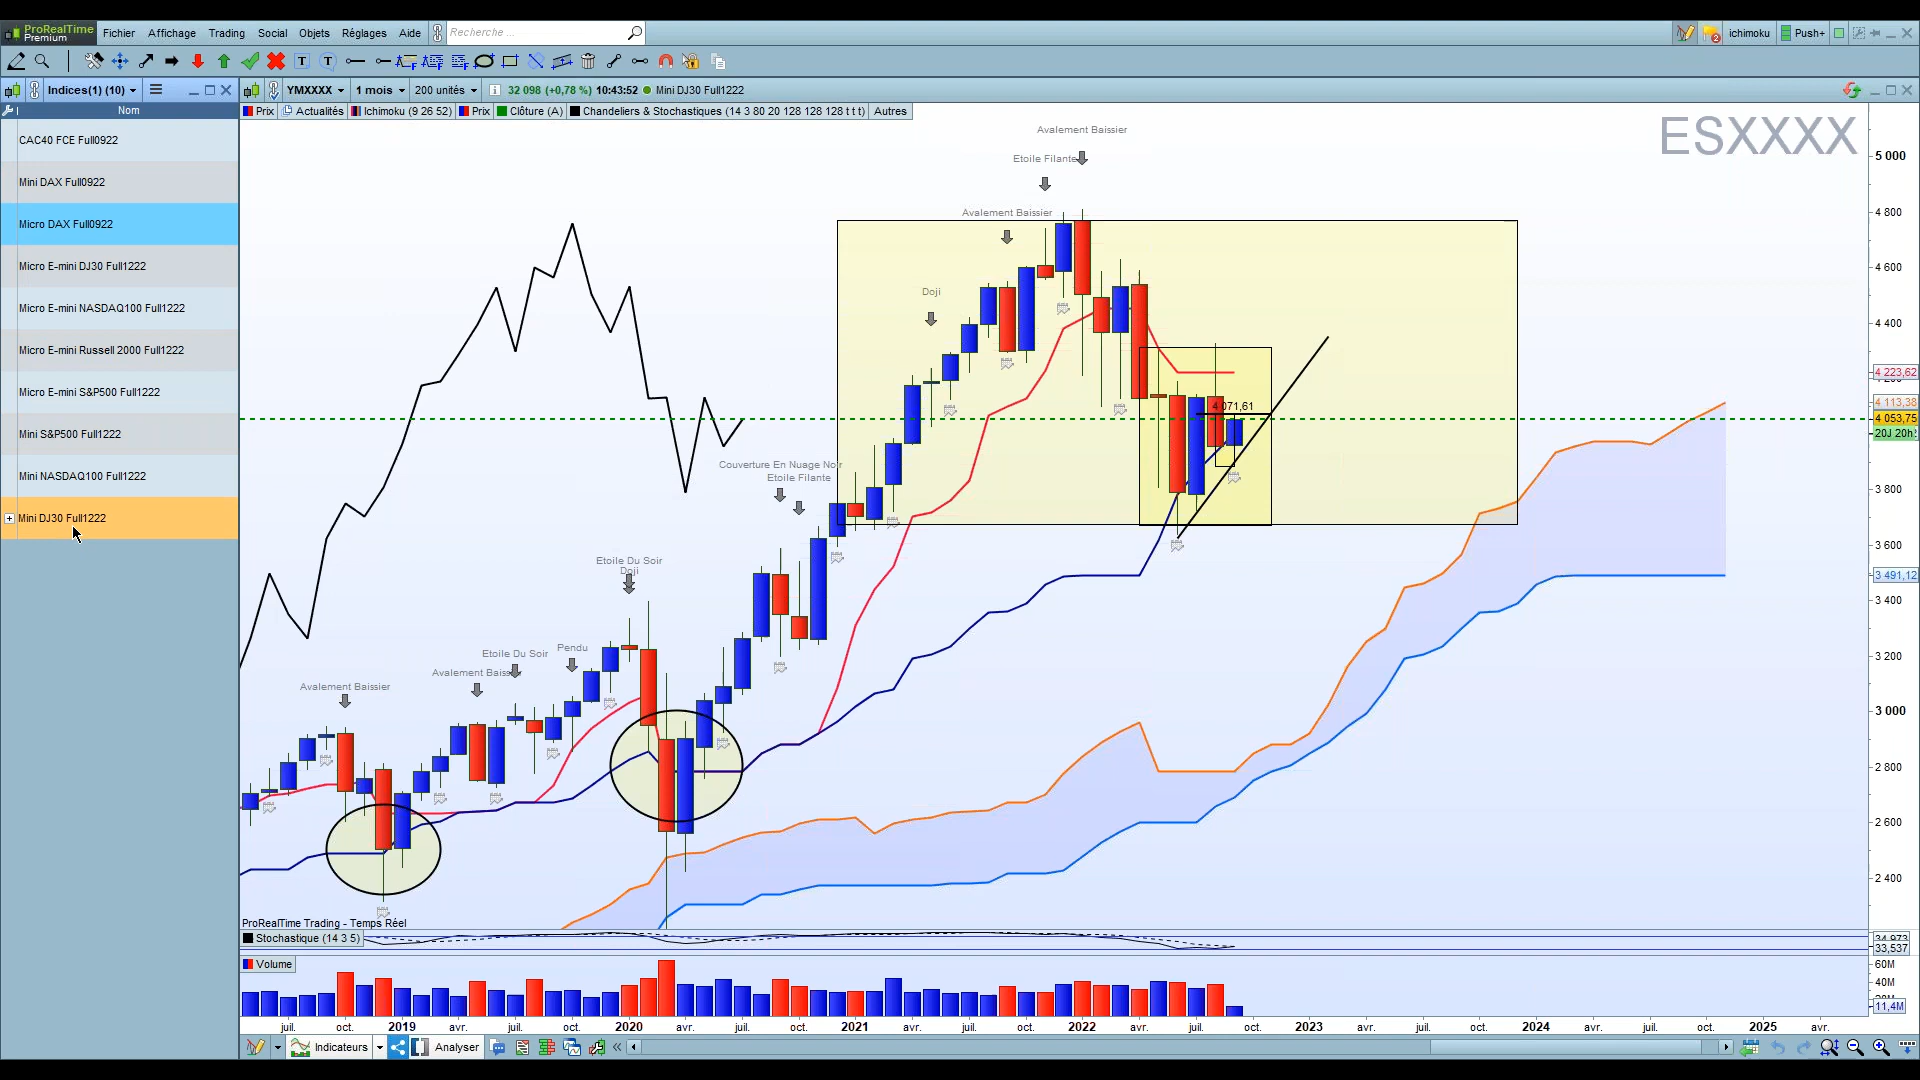 ProRealTime
Premium
Fichier Affichage Trading Social Objets Réglages Aide
Recherche ...
2 ichimoku Push+
Indices(1) (10)
Nom
CAC40 FCE Full0922
Mini DAX Full0922
Micro DAX Full0922
Micro E-mini DJ30 Full1222
Micro E-mini NASDAQ100 Full1222
Micro E-mini Russell 2000 Full1222
Micro E-mini S&P500 Full1222
Mini S&P500 Full1222
Mini NASDAQ100 Full1222
Mini DJ30 Full1222
YMXXXX 1 mois 200 unités 32 098 (+0,78 %) 10:43:52 Mini DJ30 Full1222
Prix Actualités Ichimoku (9 26 52) Prix Clôture (A) Chandeliers & Stochastiques (14 3 80 20 128 128 128 t t t) Autres
ESXXXX
Avalement Baissier
Etoile Filante
Avalement Baissier
Doji
4 071,61
Couverture En Nuage Noir
Etoile Filante
Etoile Du Soir
Doji
Etoile Du Soir Pendu
Avalement Baissier
Avalement Baissier
5 000
4 800
4 600
4 400
4 223,62
4 113,38
4 053,75
20J 20h
3 800
3 600
3 491,12
3 400
3 200
3 000
2 800
2 600
2 400
ProRealTime Trading - Temps Réel
Stochastique (14 3 5)
34,973
33,537
Volume
60M
40M
11,4M
juil. oct. 2019 avr. juil. oct. 2020 avr. juil. oct. 2021 avr. juil. oct. 2022 avr. juil. oct. 2023 avr. juil. oct. 2024 avr. juil. oct. 2025 avr.
Indicateurs Analyser